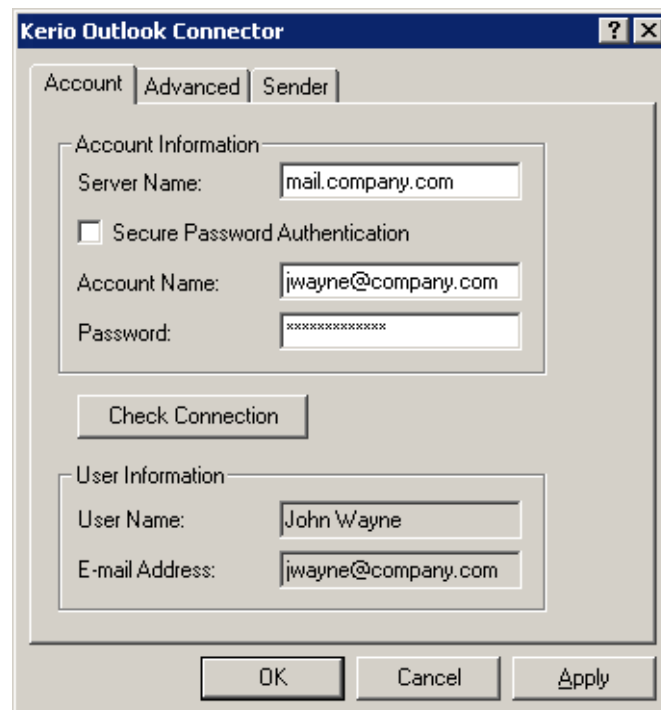 Kerio Outlook Connector
Account Advanced Sender
Account Information
Server Name: mail.company.com
Secure Password Authentication
Account Name: jwayne@company.com
Password: *************
Check Connection
User Information
User Name: John Wayne
E-mail Address: jwayne@company.com
OK Cancel Apply